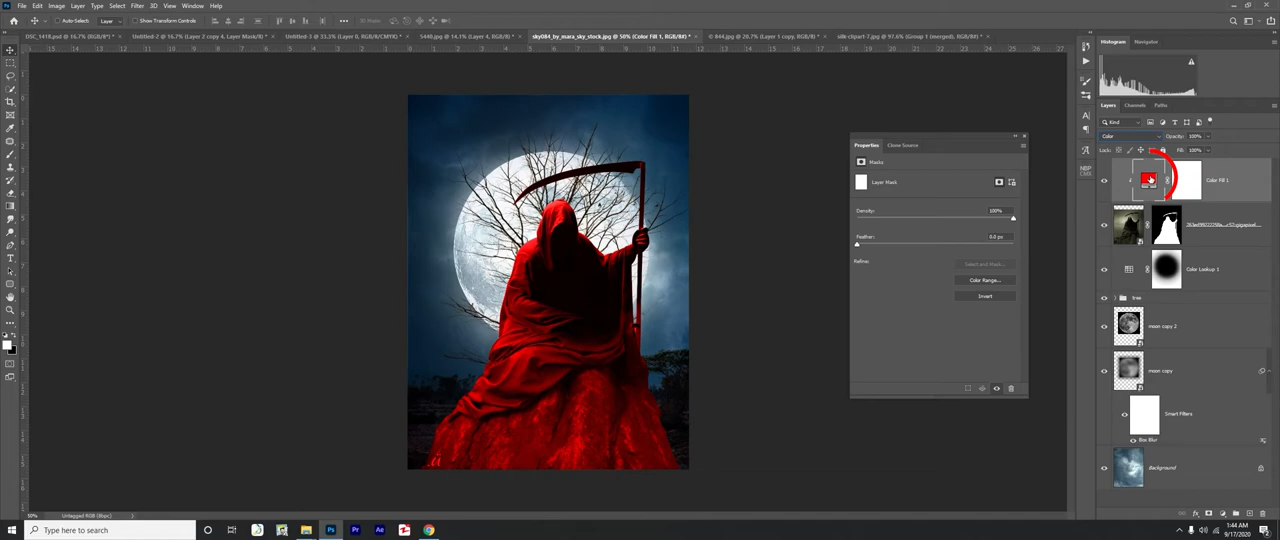 File Edit Image Layer Type Select Filter 3D View Window Help
Auto-Select: Layer Show Transform Controls 3D Mode:
DSC_1418.psd @ 16.7% (RGB/8*) * Untitled-2 @ 16.7% (Layer 2 copy 4, Layer Mask/8) * Untitled-3 @ 33.3% (Layer 0, RGB/CMYK) * 5448.jpg @ 14,1% (Layer 4, RGB/8*) * sky084_by_mara_sky_stock.jpg @ 50% (Color Fill 1, RGB/8#) * © 844.jpg @ 28.7% (Layer 1 copy, RGB/8*) * silk-clipart-7.jpg @ 97.6% (Group 1 (merged), RGB/8#) *
Histogram Navigator
Layers Channels Paths
Kind
Color Opacity: 100%
Lock: Fill: 100%
Color Fill 1
Color Lookup 1
tree
moon copy 2
moon copy
Smart Filters
Box Blur
Background
Properties Clone Source
Masks
Layer Mask
Density: 100%
Feather: 0.0 px
Refine:
Select and Mask...
Color Range...
Invert
50% Untagged RGB (8bpc)
Type here to search
1:44 AM
9/17/2020